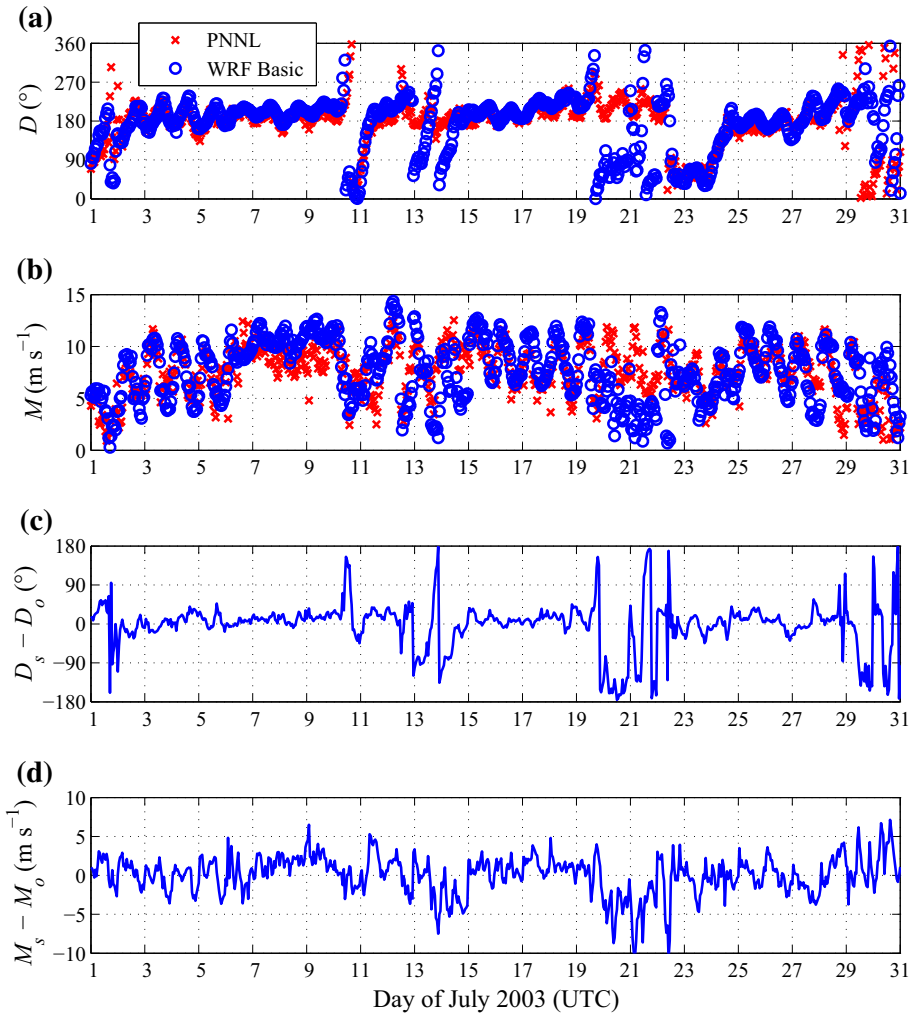 (a)
PNNL
WRF Basic
D (°)
360
270
180
90
0
1 3 5 7 9 11 13 15 17 19 21 23 25 27 29 31
(b)
M (m s⁻¹)
15
10
5
0
1 3 5 7 9 11 13 15 17 19 21 23 25 27 29 31
(c)
Dₛ − Dₒ (°)
180
90
0
−90
−180
1 3 5 7 9 11 13 15 17 19 21 23 25 27 29 31
(d)
Mₛ − Mₒ (m s⁻¹)
10
5
0
−5
−10
1 3 5 7 9 11 13 15 17 19 21 23 25 27 29 31
Day of July 2003 (UTC)